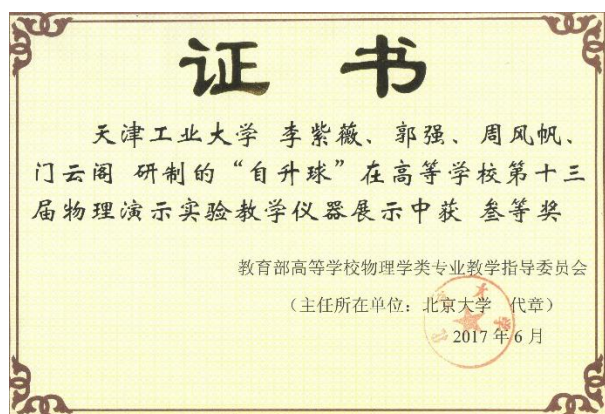 证 书
天津工业大学 李紫薇、郭强、周风帆、
门云阁 研制的“自升球”在高等学校第十三
届物理演示实验教学仪器展示中获 叁等奖
教育部高等学校物理学类专业教学指导委员会
（主任所在单位：北京大学 代章）
2017 年 6 月